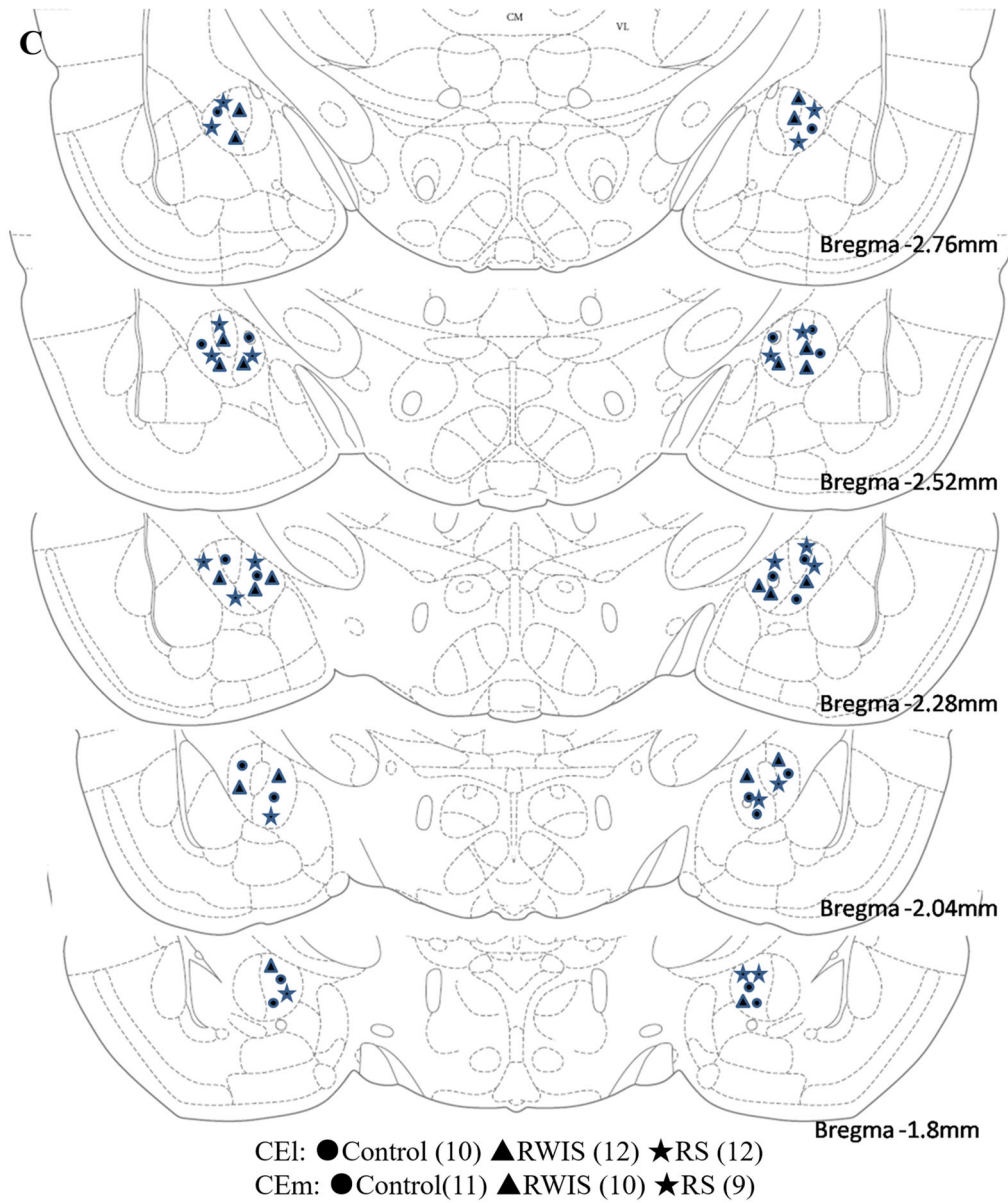 C
CM
VL
Bregma -2.76mm
Bregma -2.52mm
Bregma -2.28mm
Bregma -2.04mm
Bregma -1.8mm
CEl: ●Control (10) ▲RWIS (12) ★RS (12)
CEm: ●Control(11) ▲RWIS (10) ★RS (9)